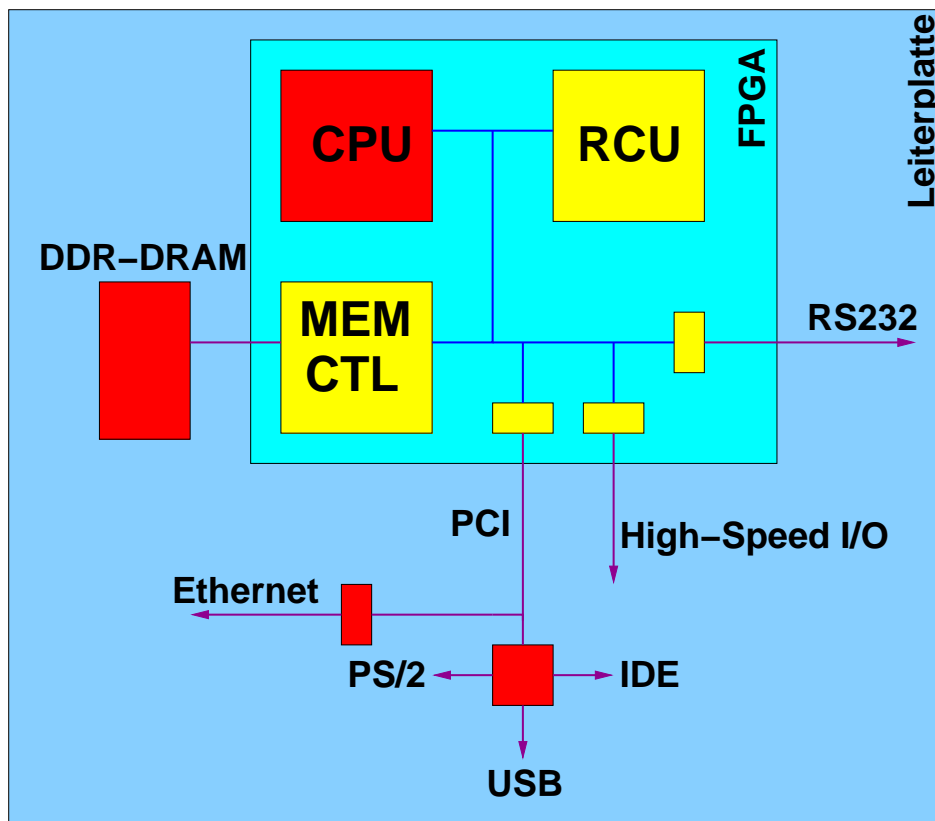 Leiterplatte
FPGA
CPU
RCU
DDR−DRAM
MEM
CTL
RS232
PCI
High−Speed I/O
Ethernet
PS/2
IDE
USB